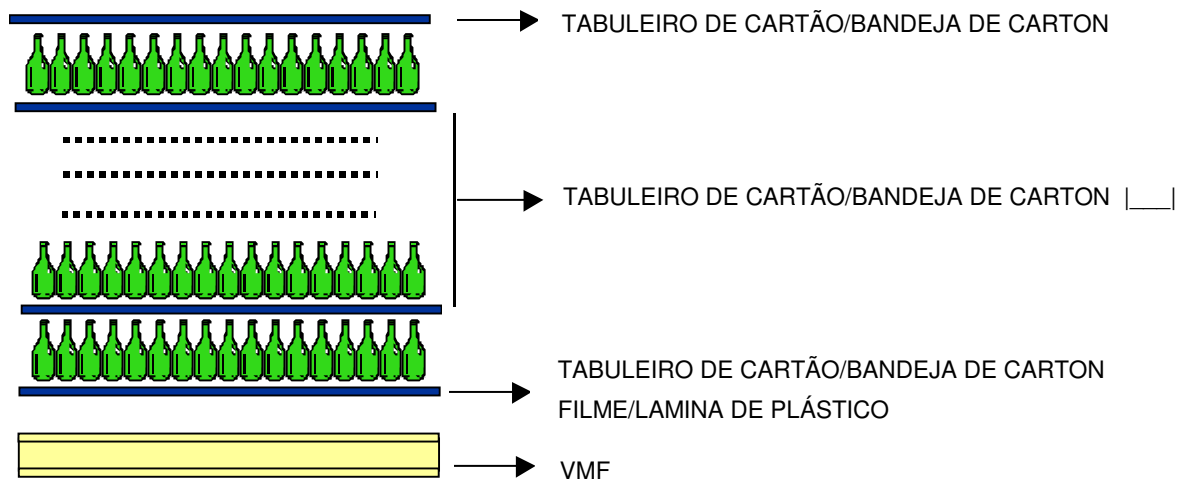 TABULEIRO DE CARTÃO/BANDEJA DE CARTON
TABULEIRO DE CARTÃO/BANDEJA DE CARTON |___|
TABULEIRO DE CARTÃO/BANDEJA DE CARTON
FILME/LAMINA DE PLÁSTICO
VMF